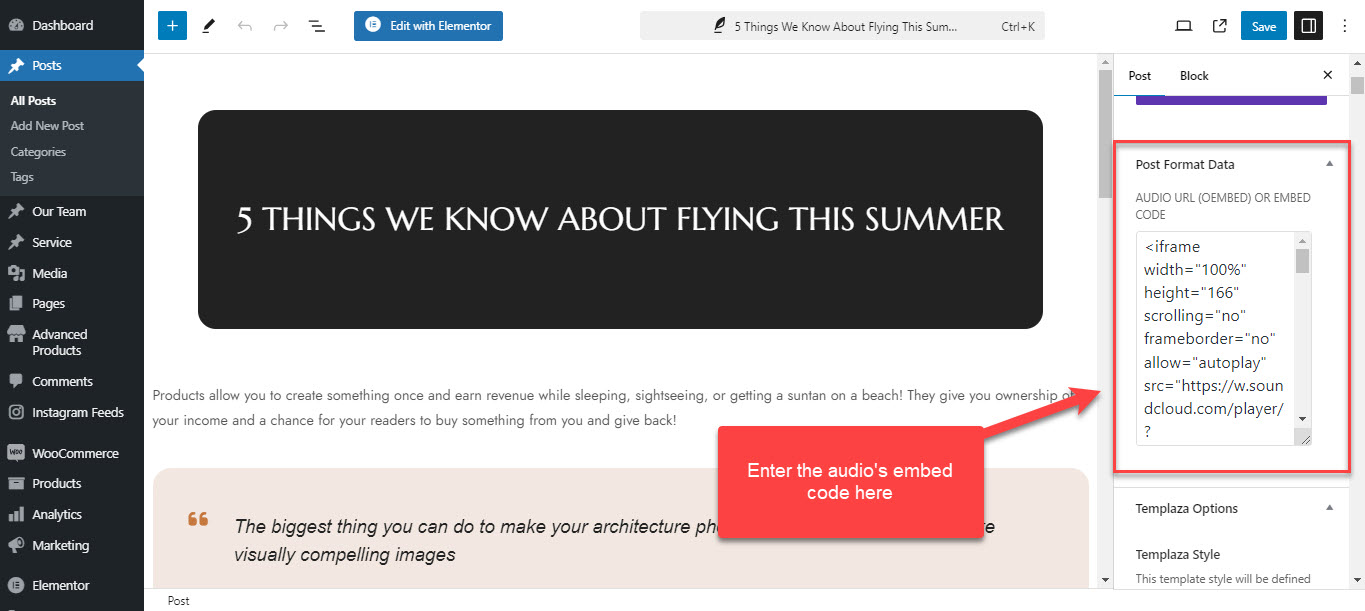 Dashboard
Posts
All Posts
Add New Post
Categories
Tags
Our Team
Service
Media
Pages
Advanced
Products
Comments
Instagram Feeds
WOO WooCommerce
Products
Analytics
Marketing
Elementor
+
Edit with Elementor
5 Things We Know About Flying This Sum... Ctrl+K
Save
5 THINGS WE KNOW ABOUT FLYING THIS SUMMER
Products allow you to create something once and earn revenue while sleeping, sightseeing, or getting a suntan on a beach! They give you ownership of
your income and a chance for your readers to buy something from you and give back!
The biggest thing you can do to make your architecture
visually compelling images
Enter the audio's embed
code here
Post Block ×
Post Format Data
AUDIO URL (OEMBED) OR EMBED
CODE
<iframe
width="100%"
height="166"
scrolling="no"
frameborder="no"
allow="autoplay"
src="https://w.soun
dcloud.com/player/
?
Templaza Options
Templaza Style
This template style will be defined
Post